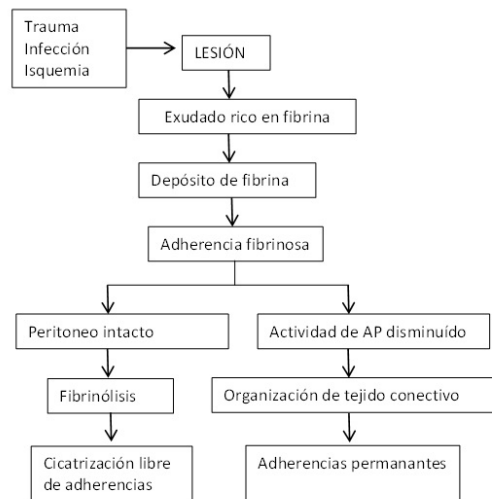 Trauma
Infección
Isquemia
LESIÓN
Exudado rico en fibrina
Depósito de fibrina
Adherencia fibrinosa
Peritoneo intacto
Actividad de AP disminuído
Fibrinólisis
Organización de tejido conectivo
Cicatrización libre
de adherencias
Adherencias permanantes